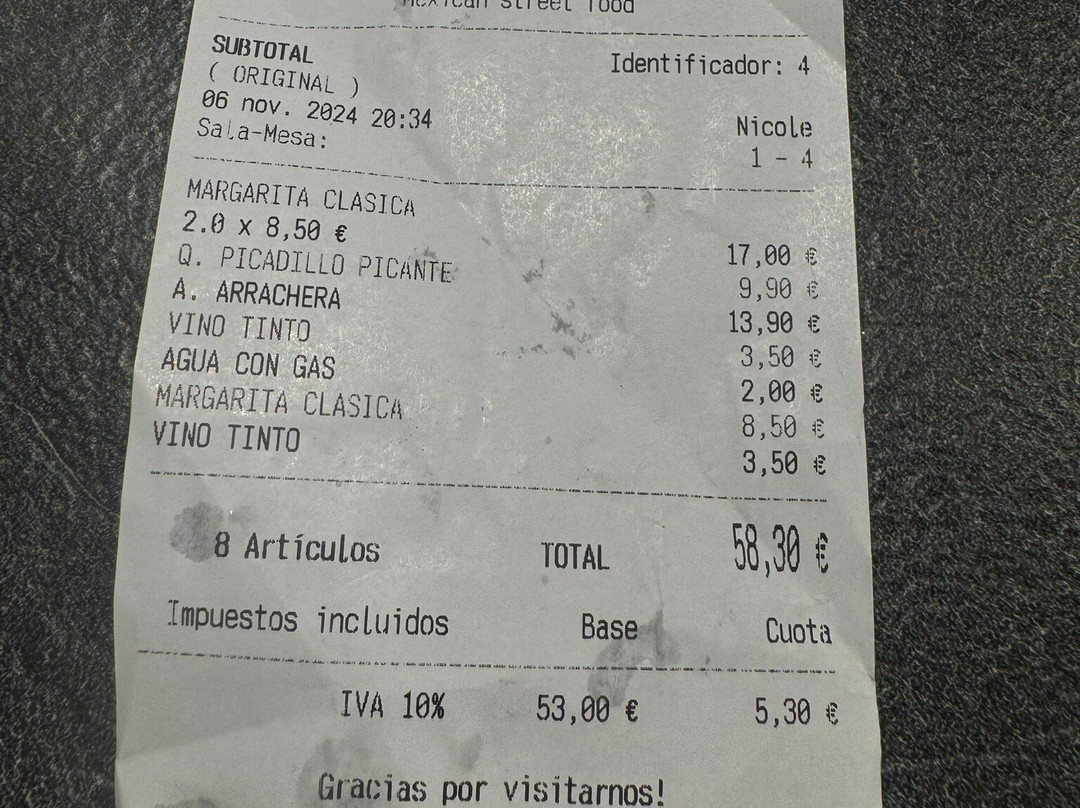 Mexican street food
SUBTOTAL
Identificador: 4
( ORIGINAL )
06 nov. 2024 20:34
Nicole
Sala-Mesa:
1 - 4
MARGARITA CLASICA
2.0 x 8,50 €
17,00 €
Q. PICADILLO PICANTE
9,90 €
A. ARRACHERA
13,90 €
VINO TINTO
3,50 €
AGUA CON GAS
2,00 €
MARGARITA CLASICA
8,50 €
VINO TINTO
3,50 €
8 Artículos
TOTAL
58,30 €
Impuestos incluidos
Base
Cuota
IVA 10%
53,00 €
5,30 €
Gracias por visitarnos!